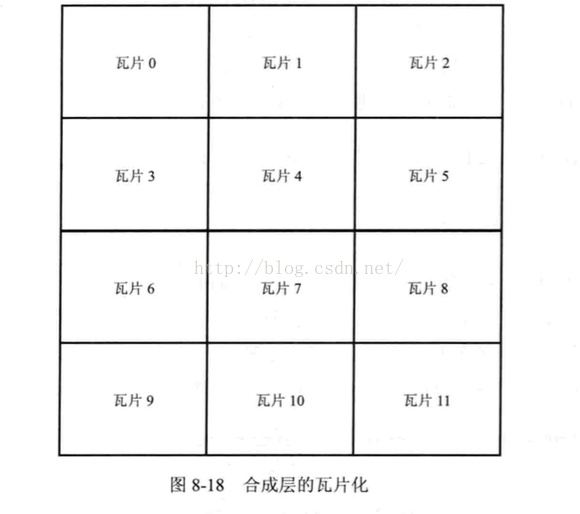 瓦片 0
瓦片 1
瓦片 2
瓦片 3
瓦片 4
瓦片 5
http://blog.csdn.net/
瓦片 6
瓦片 7
瓦片 8
瓦片 9
瓦片 10
瓦片 11
图 8-18 合成层的瓦片化